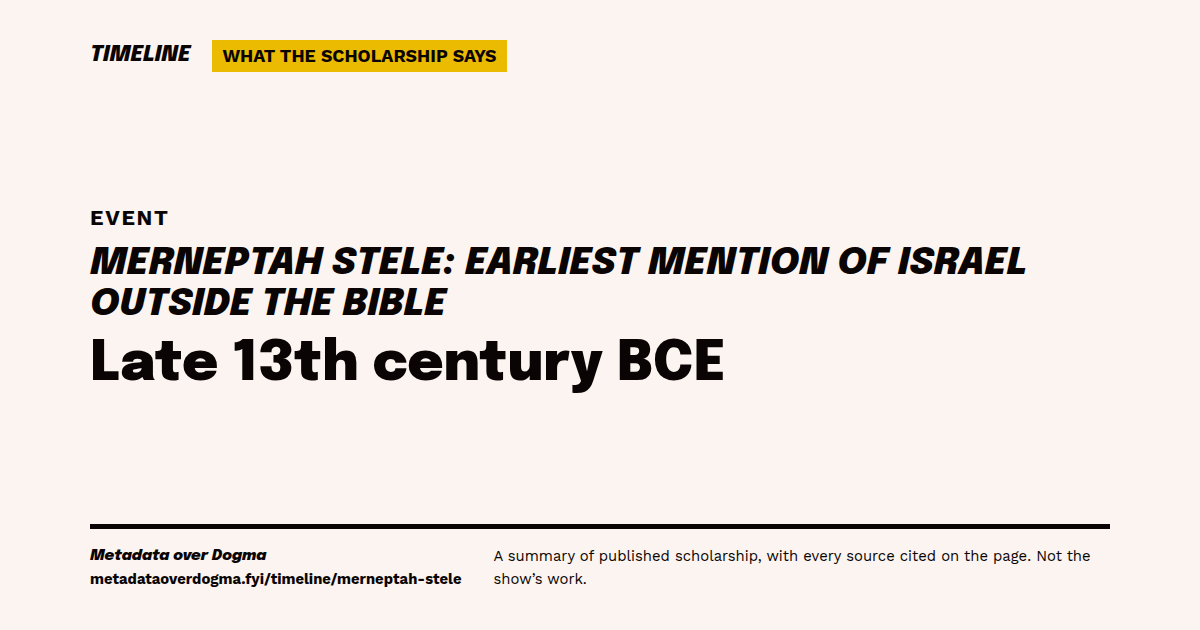 TIMELINE
WHAT THE SCHOLARSHIP SAYS
EVENT
MERNEPTAH STELE: EARLIEST MENTION OF ISRAEL
OUTSIDE THE BIBLE
Late 13th century BCE
Metadata over Dogma
metadataoverdogma.fyi/timeline/merneptah-stele
A summary of published scholarship, with every source cited on the page. Not the
show’s work.